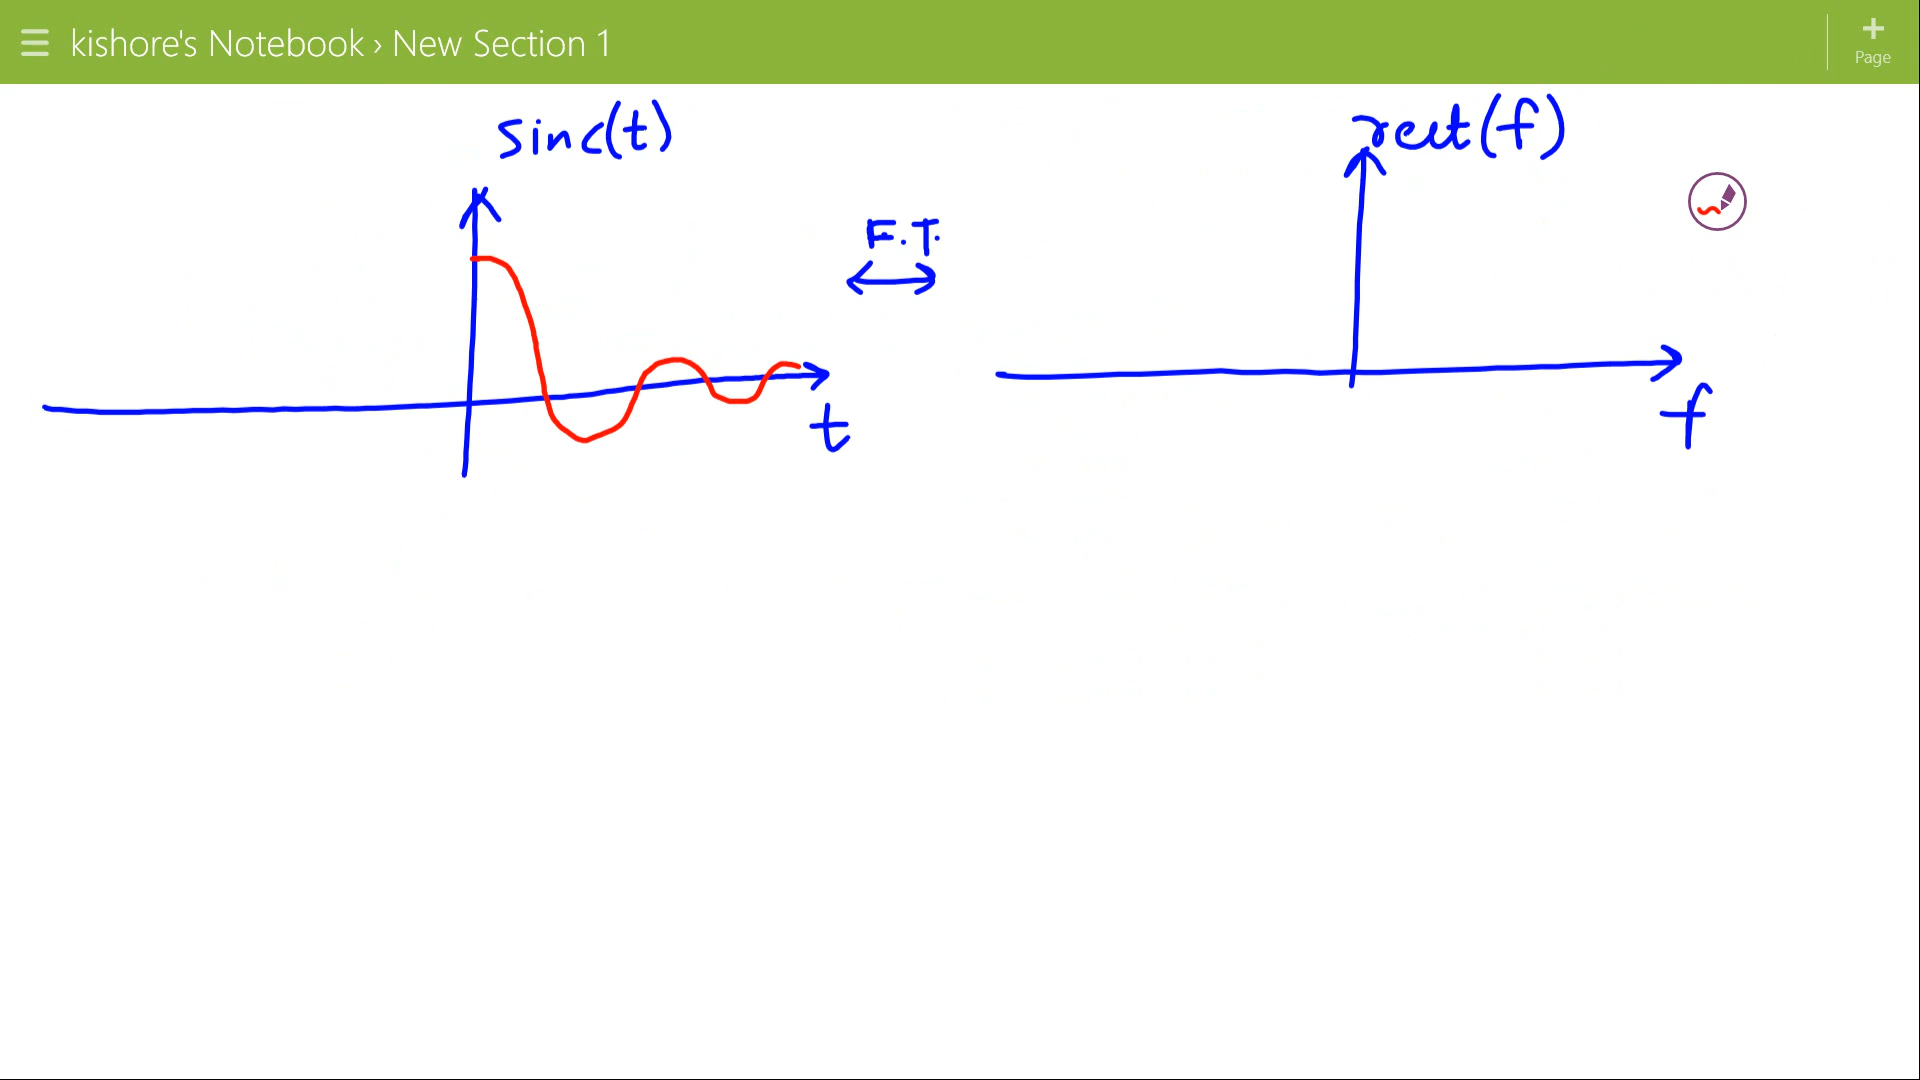 kishore's Notebook › New Section 1
Page
sinc(t)
rect(f)
F.T.
t
f